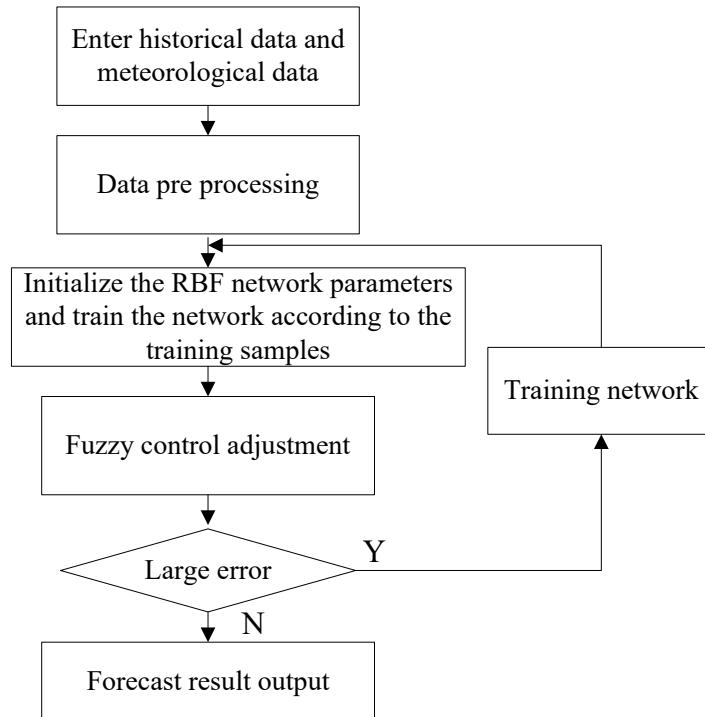 Enter historical data and
meteorological data
Data pre processing
Initialize the RBF network parameters
and train the network according to the
training samples
Training network
Fuzzy control adjustment
Large error
Y
N
Forecast result output